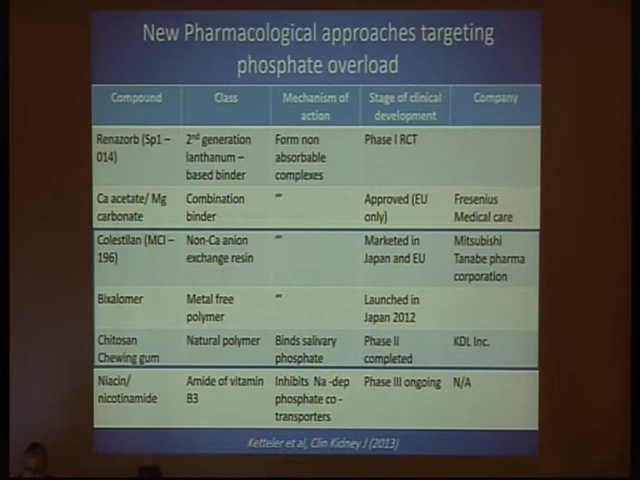 New Pharmacological approaches targeting
phosphate overload
Compound Class Mechanism of action Stage of clinical development Company
Renazorb (Sp1 – 014) 2nd generation lanthanum – based binder Form non absorbable complexes Phase I RCT
Ca acetate/ Mg carbonate Combination binder "" Approved (EU only) Fresenius Medical care
Colestilan (MCI – 196) Non-Ca anion exchange resin "" Marketed in Japan and EU Mitsubishi Tanabe pharma corporation
Bixalomer Metal free polymer "" Launched in Japan 2012
Chitosan Chewing gum Natural polymer Binds salivary phosphate Phase II completed KDL Inc.
Niacin/ nicotinamide Amide of vitamin B3 Inhibits Na -dep phosphate co - transporters Phase III ongoing N/A
Ketteler et al, Clin Kidney J (2013)